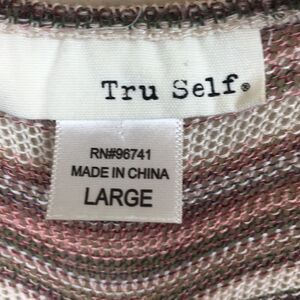 Tru Self®
RN#96741
MADE IN CHINA
LARGE